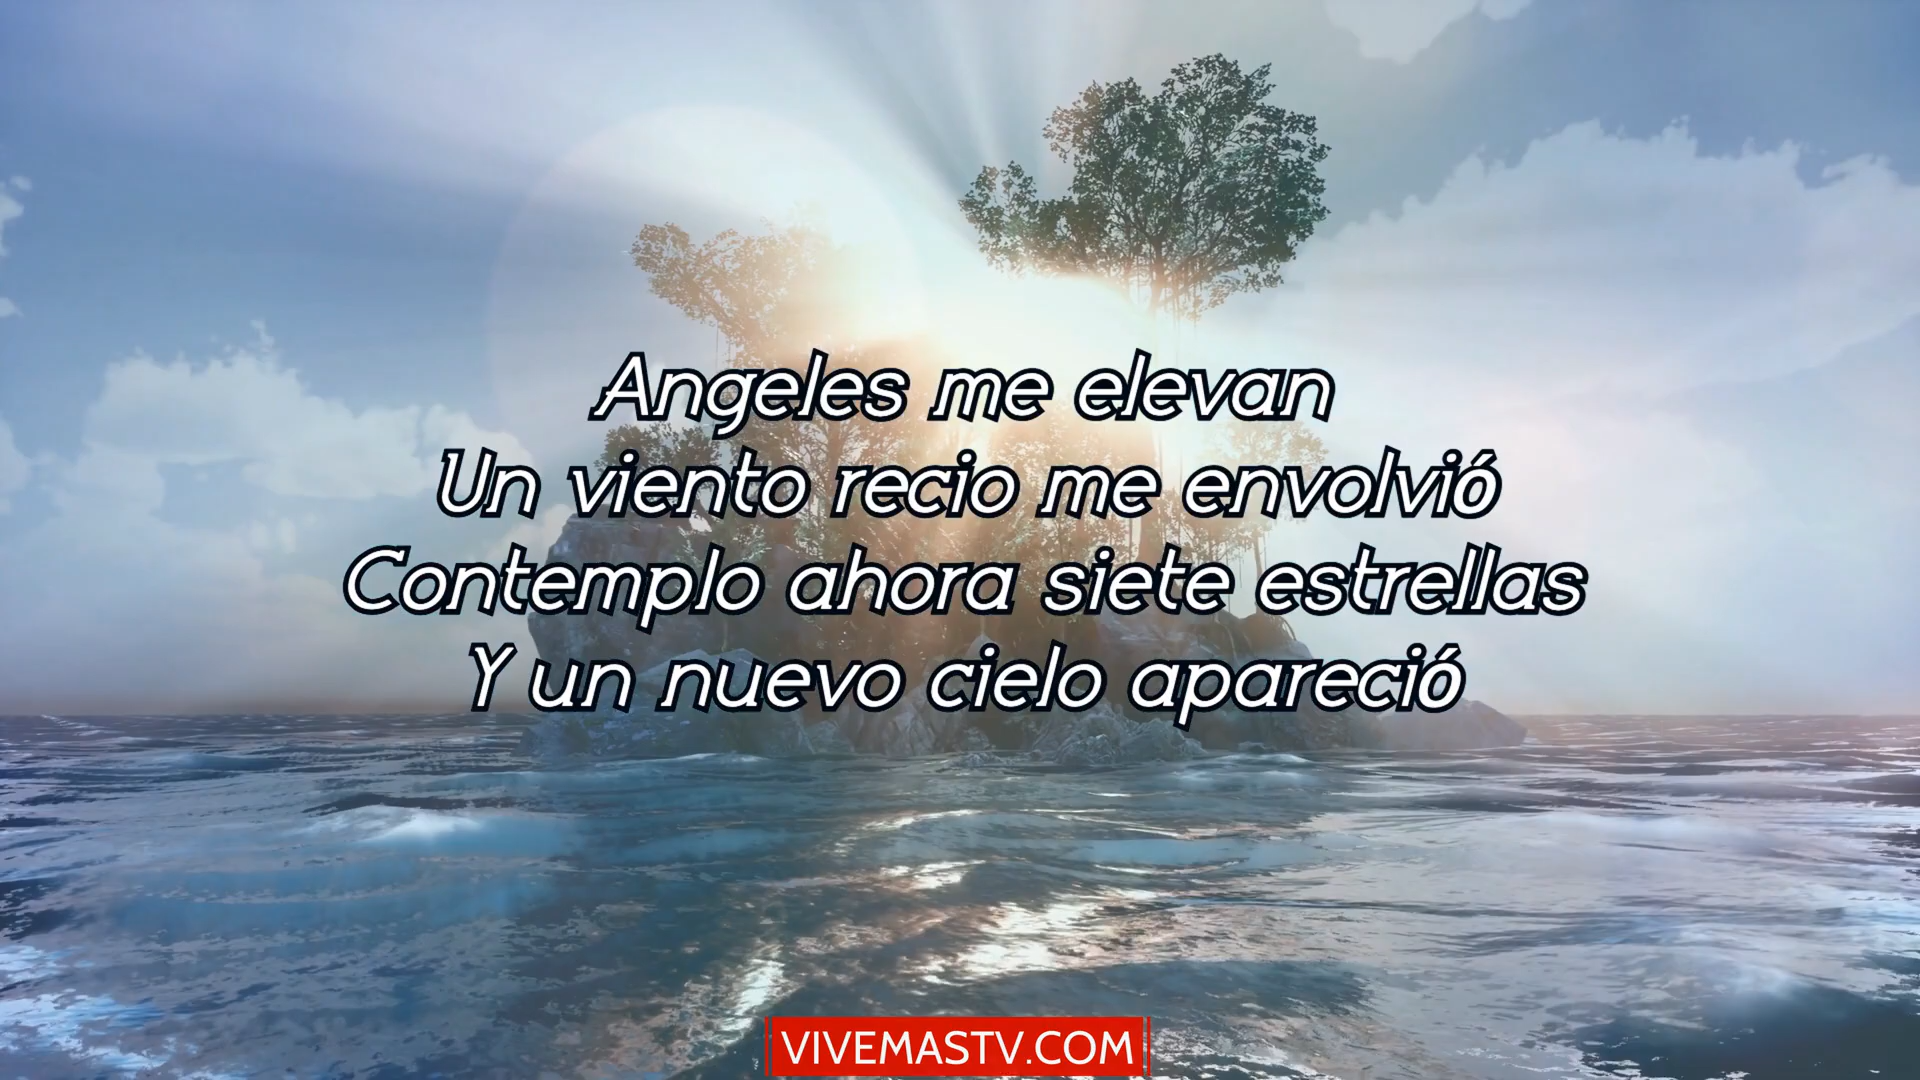 Angeles me elevan
Un viento recio me envolvió
Contemplo ahora siete estrellas
Y un nuevo cielo apareció
VIVEMASTV.COM